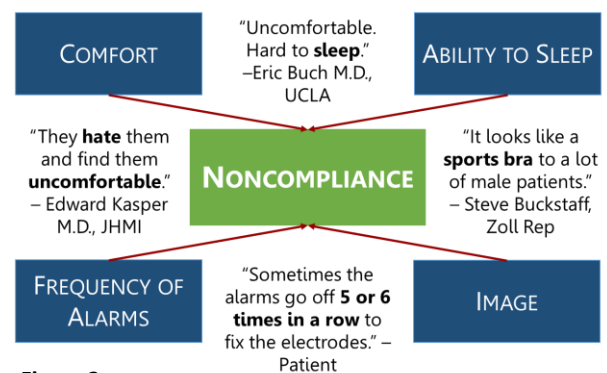 COMFORT
“Uncomfortable.
Hard to sleep.”
–Eric Buch M.D.,
UCLA
ABILITY TO SLEEP
“They hate them
and find them
uncomfortable.”
– Edward Kasper
M.D., JHMI
NONCOMPLIANCE
“It looks like a
sports bra to a lot
of male patients.”
– Steve Buckstaff,
Zoll Rep
FREQUENCY OF
ALARMS
“Sometimes the
alarms go off 5 or 6
times in a row to
fix the electrodes.” –
Patient
IMAGE